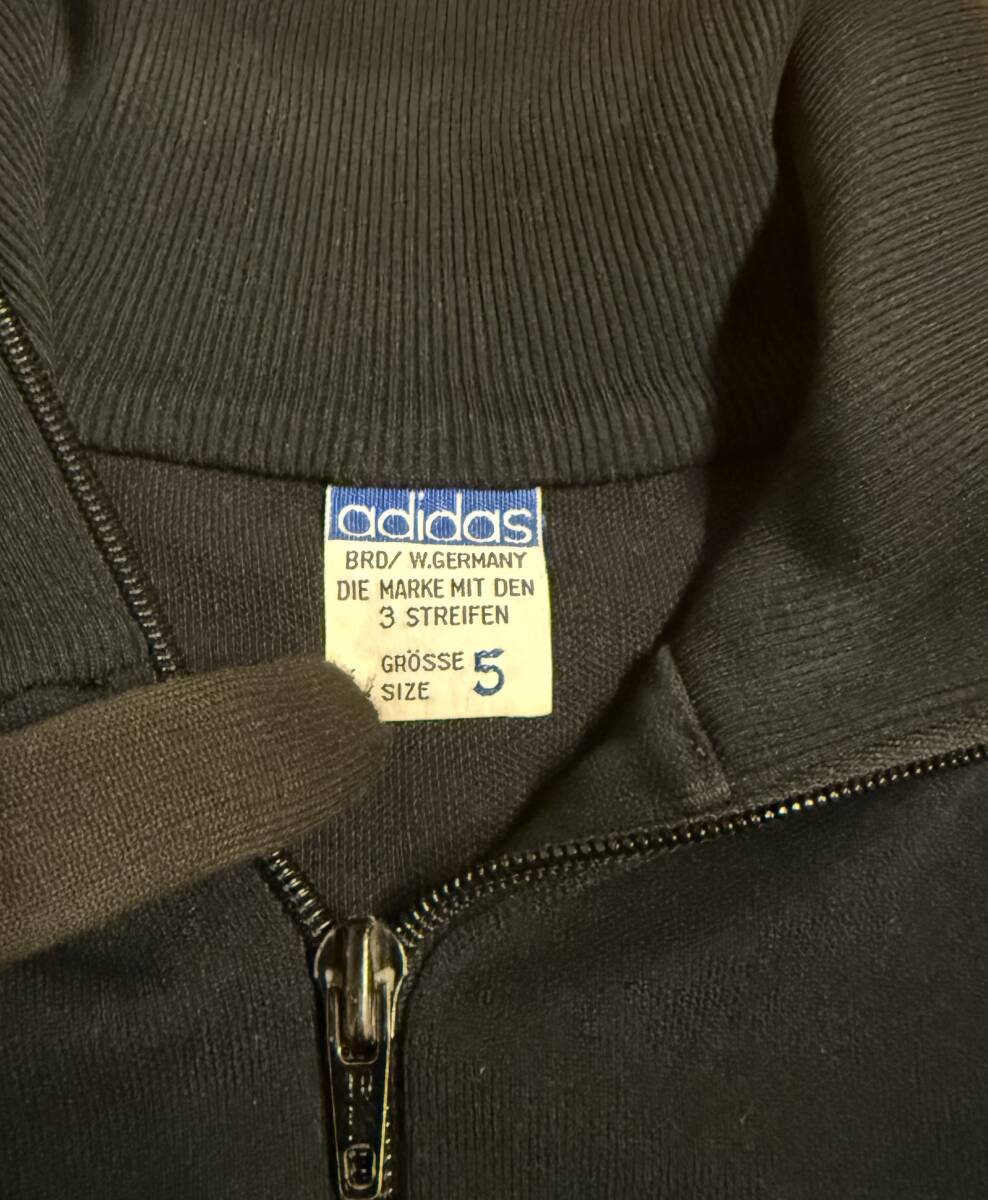 adidas
BRD/ W.GERMANY
DIE MARKE MIT DEN
3 STREIFEN
GRÖSSE 5
SIZE